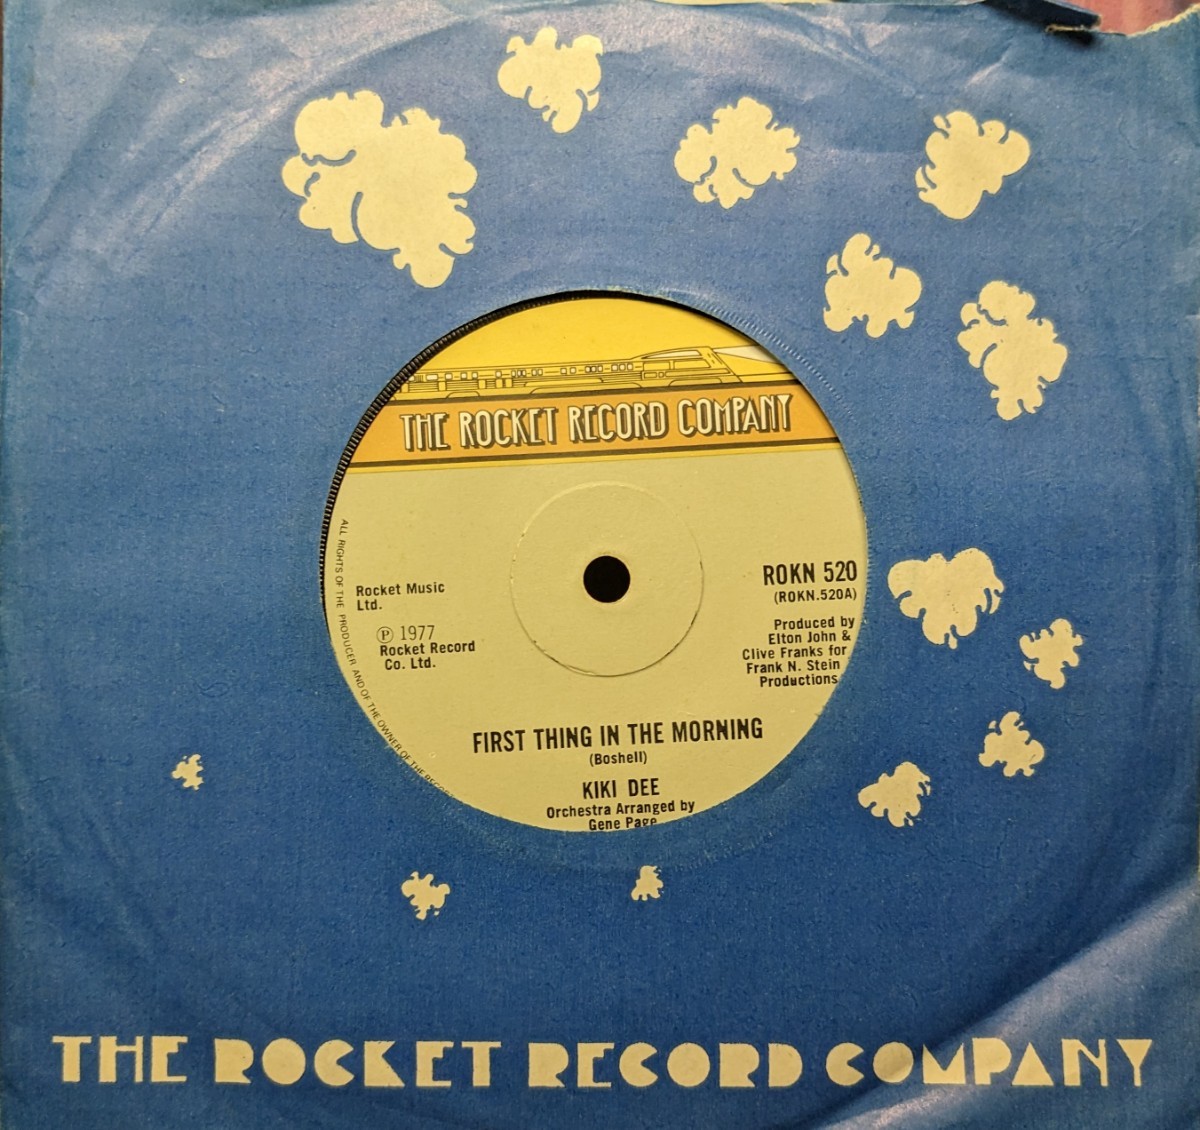 THE ROCKET RECORD COMPANY
ALL RIGHTS OF THE PRODUCER AND OF THE OWNER OF THE RECORD
Rocket Music
Ltd.
℗ 1977
Rocket Record
Co. Ltd.
ROKN 520
(ROKN.520A)
Produced by
Elton John &
Clive Franks for
Frank N. Stein
Productions
FIRST THING IN THE MORNING
(Boshell)
KIKI DEE
Orchestra Arranged by
Gene Page
THE ROCKET RECORD COMPANY